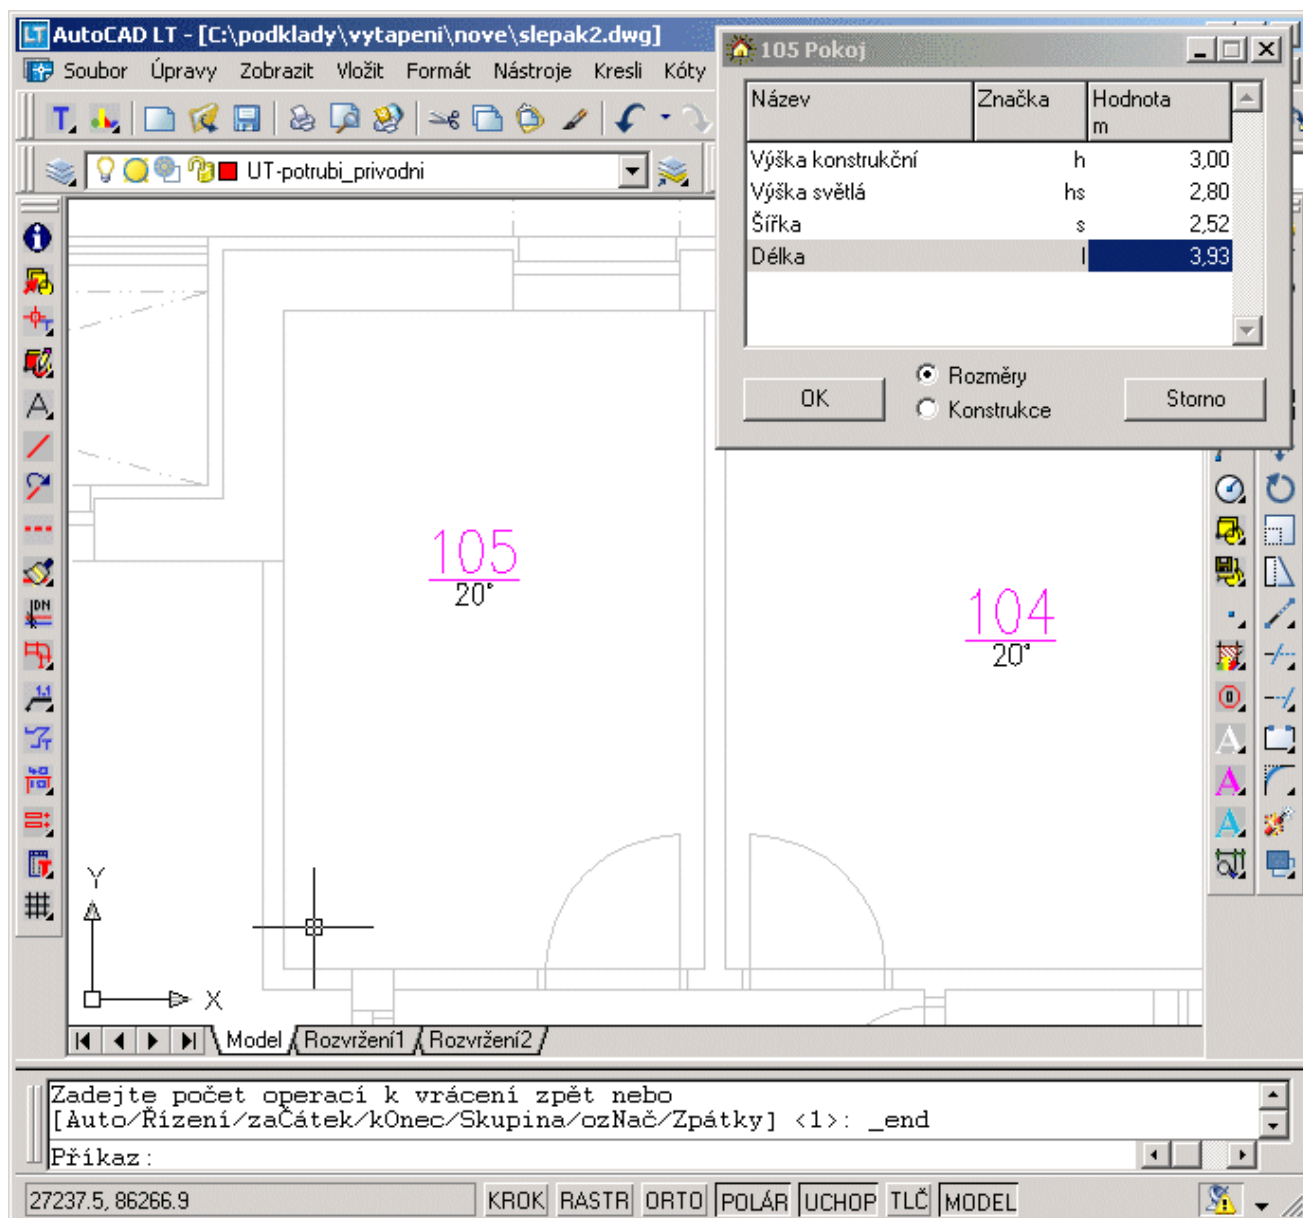 AutoCAD LT - [C:\podklady\vytapeni\nove\slepak2.dwg]
Soubor Úpravy Zobrazit Vložit Formát Nástroje Kresli Kóty
UT-potrubi_privodni
105 Pokoj
Název Značka Hodnota
m
Výška konstrukční h 3,00
Výška světlá hs 2,80
Šířka s 2,52
Délka l 3,93
OK
Rozměry
Konstrukce
Storno
105
20°
104
20°
Y
X
Model Rozvržení1 Rozvržení2
Zadejte počet operací k vrácení zpět nebo
[Auto/Řízení/zaČátek/kOnec/Skupina/ozNač/Zpátky] <1>: _end
Příkaz:
27237.5, 86266.9 KROK RASTR ORTO POLÁR UCHOP TLČ MODEL